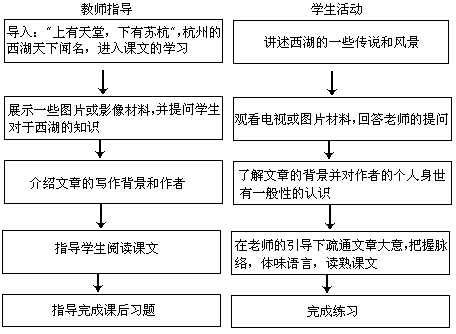 教师指导
学生活动
导入：“上有天堂，下有苏杭”，杭州的
西湖天下闻名，进入课文的学习
讲述西湖的一些传说和风景
展示一些图片或影像材料，并提问学生
对于西湖的知识
观看电视或图片材料，回答老师的提问
介绍文章的写作背景和作者
了解文章的背景并对作者的个人身世
有一般性的认识
指导学生阅读课文
在老师的引导下疏通文章大意，把握脉
络，体味语言，读熟课文
指导完成课后习题
完成练习